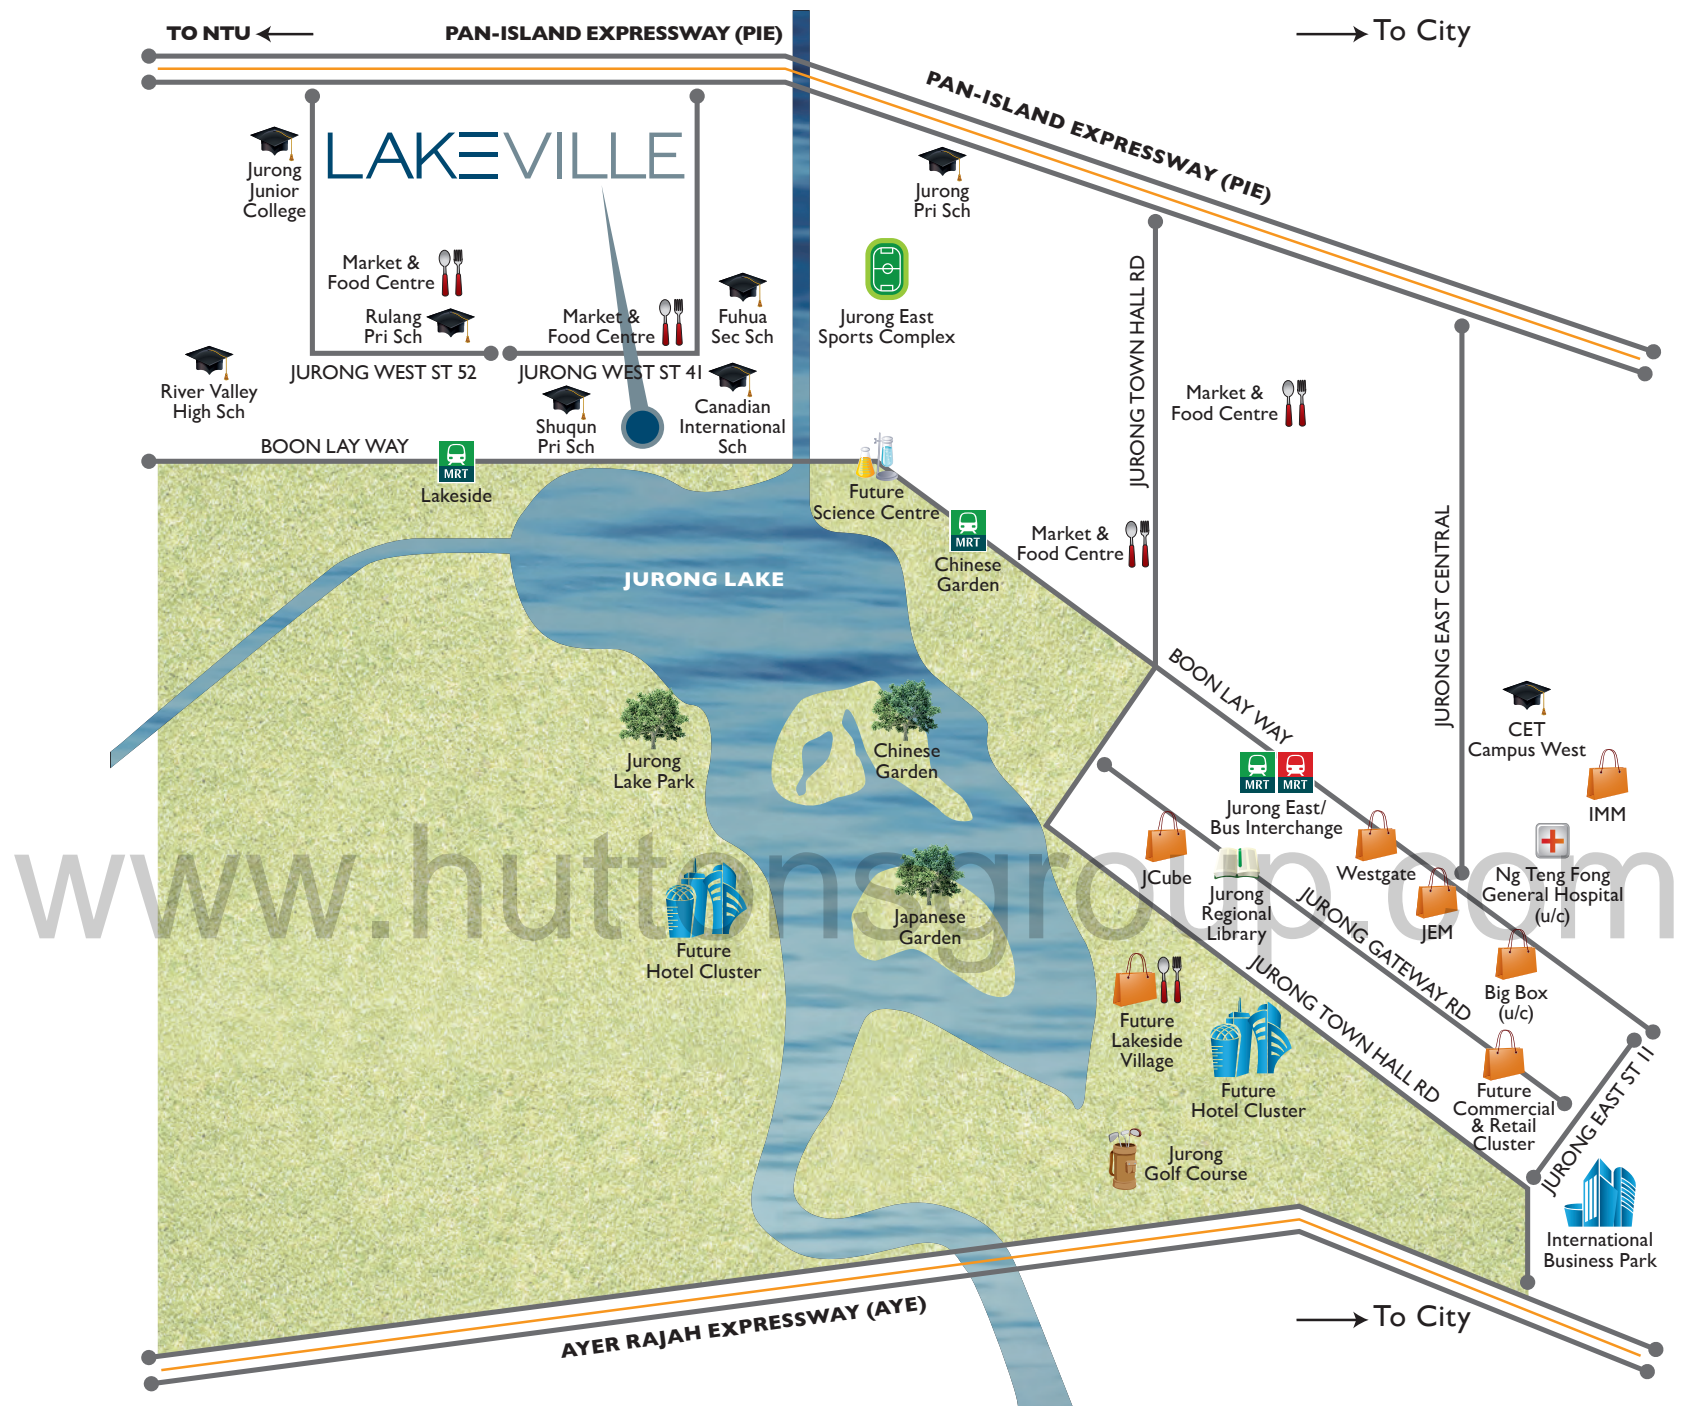 TO NTU
PAN-ISLAND EXPRESSWAY (PIE)
To City
PAN-ISLAND EXPRESSWAY (PIE)
LAKEVILLE
Jurong
Junior
College
Jurong
Pri Sch
Market &
Food Centre
Rulang
Pri Sch
Market &
Food Centre
Fuhua
Sec Sch
Jurong East
Sports Complex
JURONG TOWN HALL RD
River Valley
High Sch
JURONG WEST ST 52
JURONG WEST ST 41
Shuqun
Pri Sch
Canadian
International
Sch
Market &
Food Centre
BOON LAY WAY
MRT
Lakeside
Future
Science Centre
MRT
Chinese
Garden
Market &
Food Centre
JURONG EAST CENTRAL
JURONG LAKE
BOON LAY WAY
CET
Campus West
Jurong
Lake Park
Chinese
Garden
MRT
MRT
Jurong East/
Bus Interchange
IMM
JCube
Westgate
Jurong
Regional
Library
JEM
Ng Teng Fong
General Hospital
(u/c)
www.huttonsgroup.com
Japanese
Garden
Future
Hotel Cluster
JURONG GATEWAY RD
JURONG TOWN HALL RD
Big Box
(u/c)
Future
Lakeside
Village
Future
Hotel Cluster
Future
Commercial
& Retail
Cluster
JURONG EAST ST 11
Jurong
Golf Course
International
Business Park
AYER RAJAH EXPRESSWAY (AYE)
To City